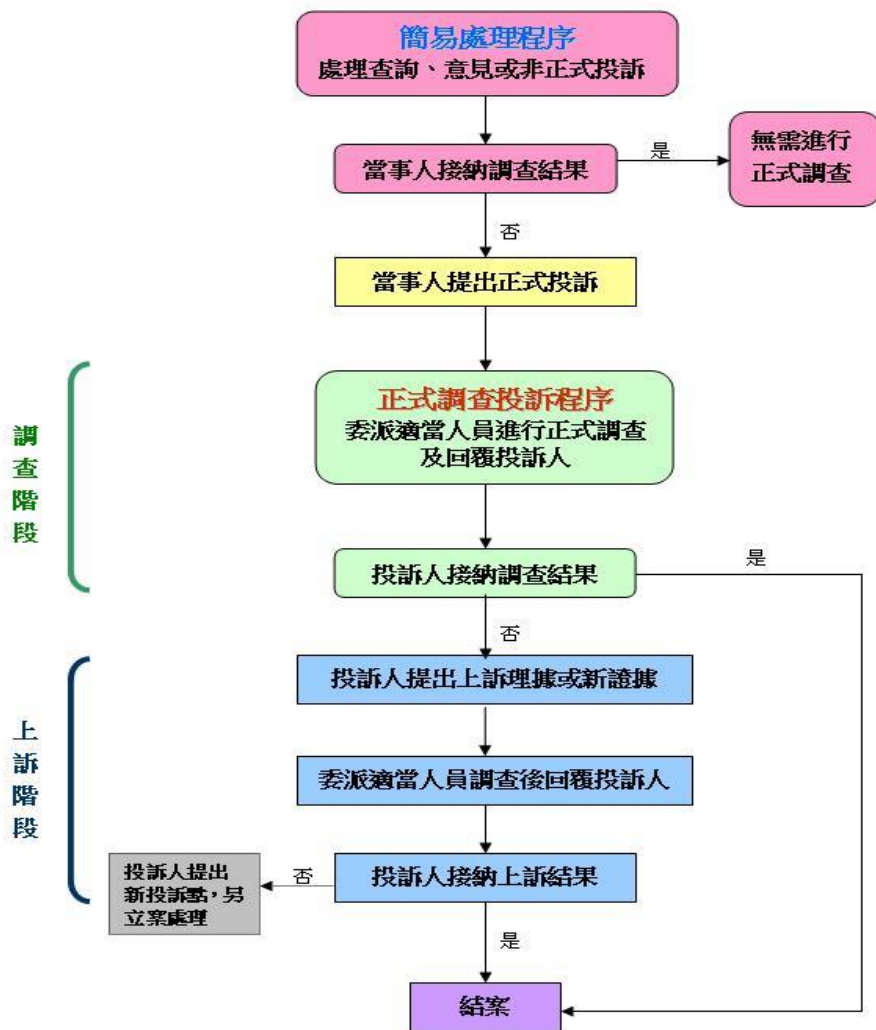 簡易處理程序
處理查詢、意見或非正式投訴
當事人接納調查結果
是
無需進行
正式調查
否
當事人提出正式投訴
調查階段
正式調查投訴程序
委派適當人員進行正式調查
及回覆投訴人
投訴人接納調查結果
是
否
上訴階段
投訴人提出上訴理據或新證據
委派適當人員調查後回覆投訴人
投訴人接納上訴結果
否
投訴人提出
新投訴點，另
立案處理
是
結案